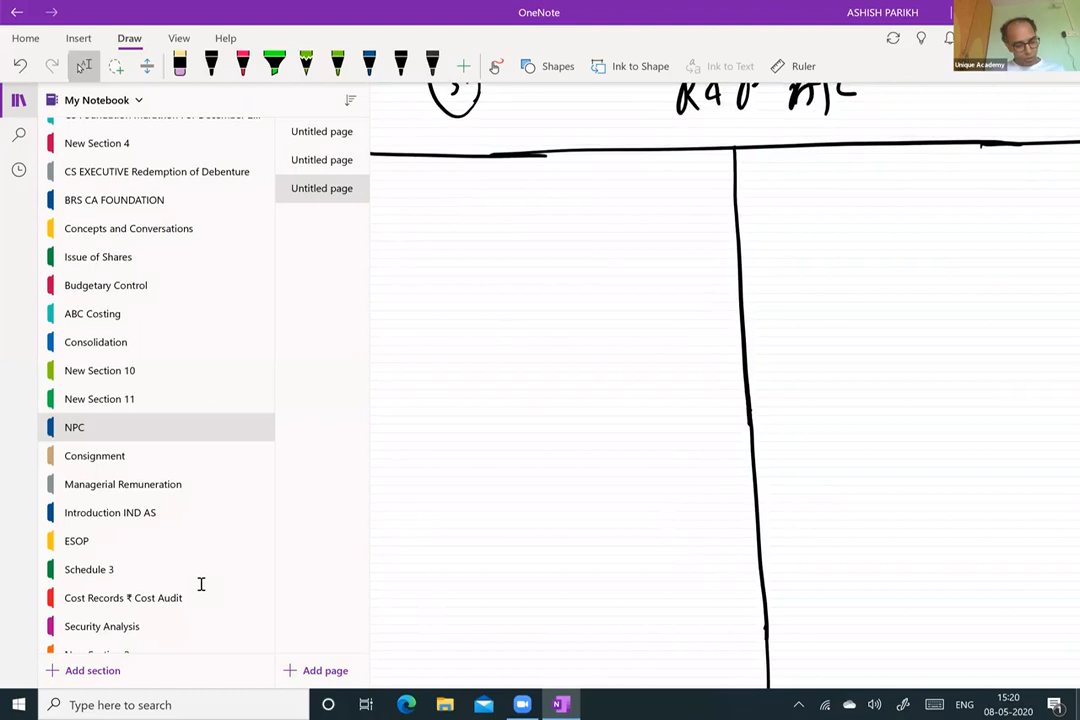 OneNote
ASHISH PARIKH
Home
Insert
Draw
View
Help
Unique Academy
Shapes
Ink to Shape
Ink to Text
Ruler
My Notebook
New Section 4
CS EXECUTIVE Redemption of Debenture
BRS CA FOUNDATION
Concepts and Conversations
Issue of Shares
Budgetary Control
ABC Costing
Consolidation
New Section 10
New Section 11
NPC
Consignment
Managerial Remuneration
Introduction IND AS
ESOP
Schedule 3
Cost Records ₹ Cost Audit
Security Analysis
Add section
Untitled page
Untitled page
Untitled page
Add page
R & P A/C
Type here to search
ENG
15:20
08-05-2020